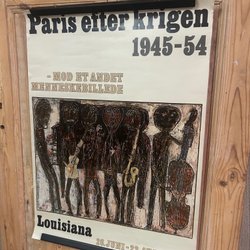 Paris efter krigen
1945-54
- MOD ET ANDET
MENNESKEBILLEDE
Louisiana